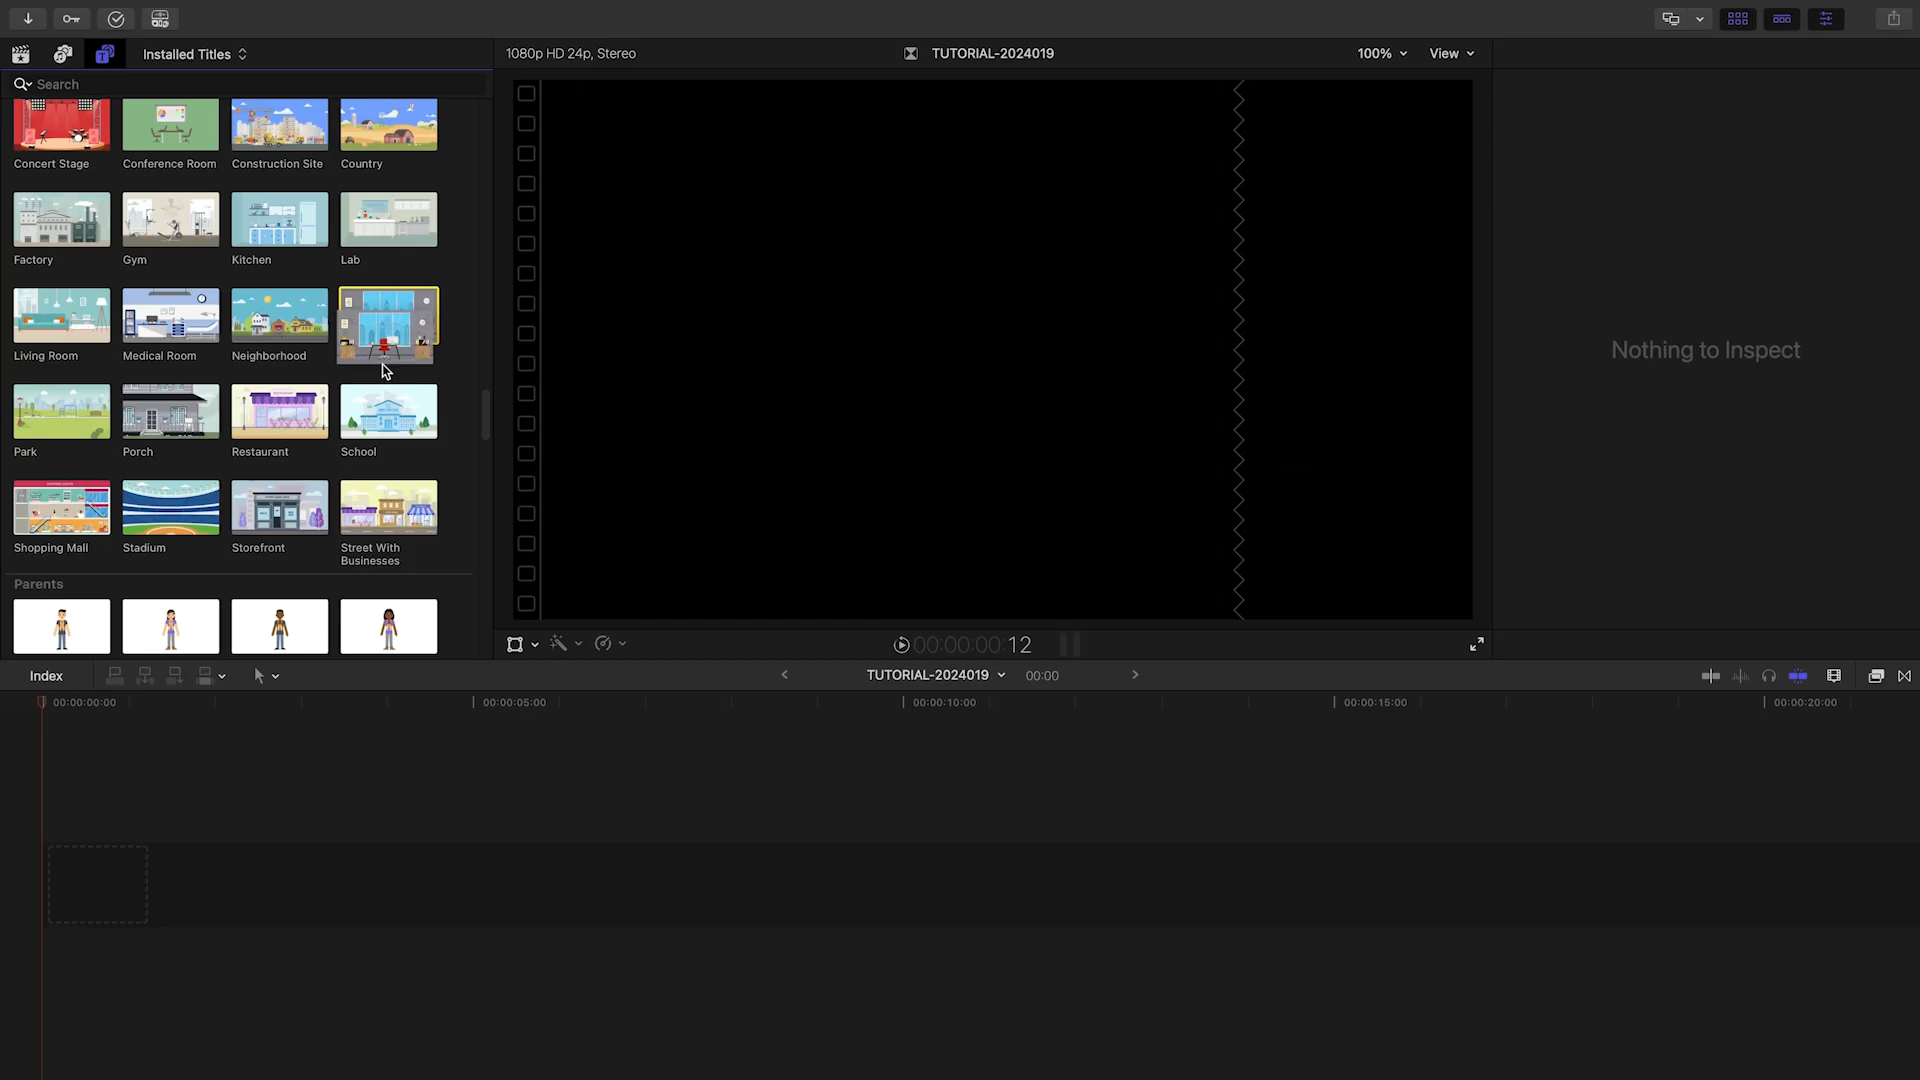 Installed Titles
1080p HD 24p, Stereo
TUTORIAL-2024019
100%
View
Search
Concert Stage
Conference Room
Construction Site
Country
Factory
Gym
Kitchen
Lab
Living Room
Medical Room
Neighborhood
Park
Porch
Restaurant
School
Shopping Mall
Stadium
Storefront
Street With
Businesses
Parents
Nothing to Inspect
00:00:00:12
Index
TUTORIAL-2024019
00:00
00:00:00:00
00:00:05:00
00:00:10:00
00:00:15:00
00:00:20:00